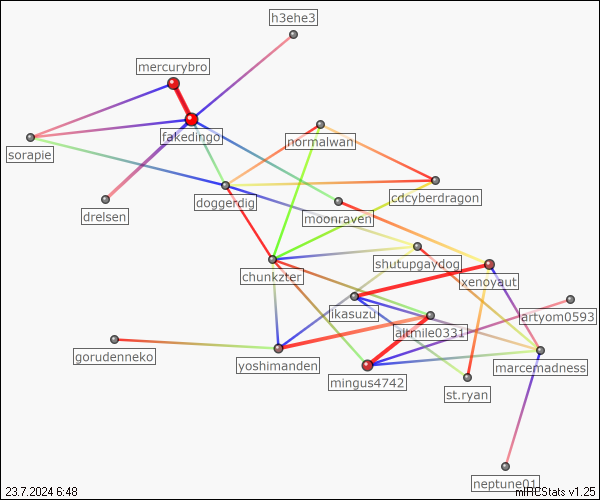 h3ehe3
mercurybro
fakedingo
normalwan
sorapie
cdcyberdragon
doggerdig
drelsen
moonraven
shutupgaydog
chunkzter
xenoyaut
ikasuzu
artyom0593
altmile0331
gorudenneko
yoshimanden
marcemadness
mingus4742
st.ryan
neptune01
23.7.2024 6:48
mIRCStats v1.25